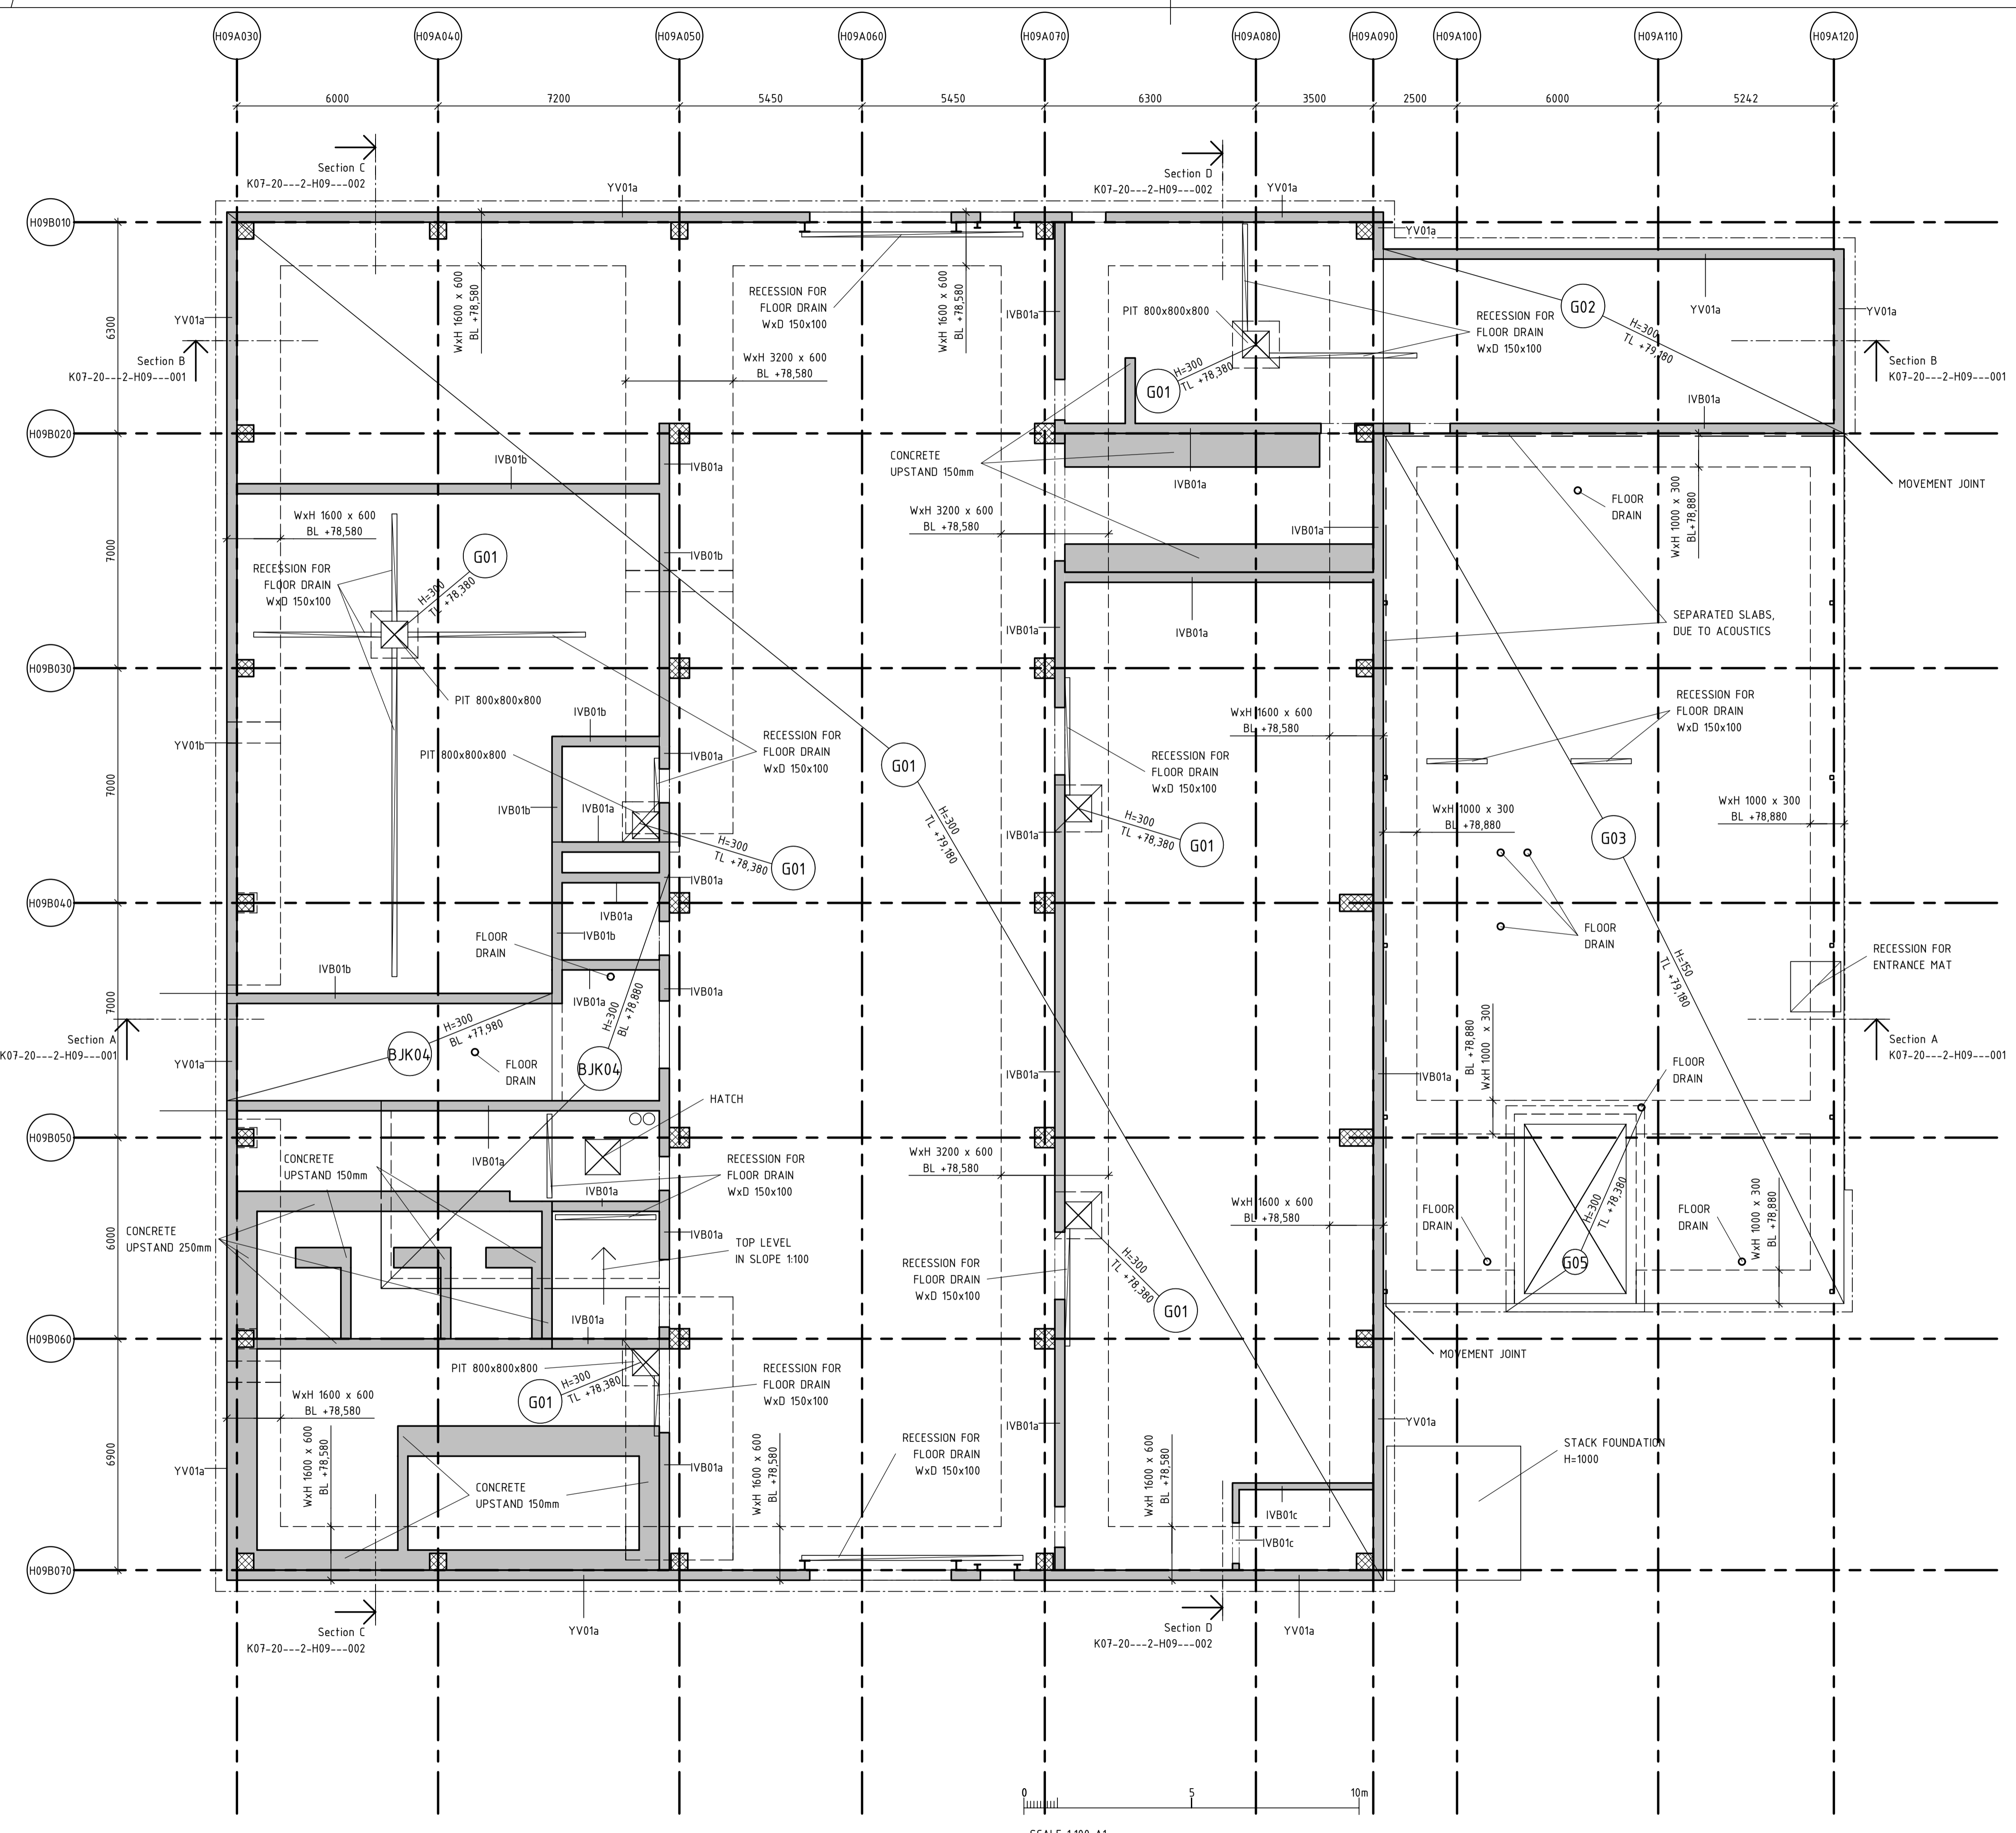 H09A030
H09A040
H09A050
H09A060
H09A070
H09A080
H09A090
H09A100
H09A110
H09A120
6000
7200
5450
5450
6300
3500
2500
6000
5242
Section C
K07-20---2-H09---002
Section D
K07-20---2-H09---002
YV01a
YV01a
H09B010
YV01a
6300
YV01a
WxH 1600 x 600
BL +78,580
RECESSION FOR
FLOOR DRAIN
WxD 150x100
WxH 1600 x 600
BL +78,580
IVB01a
PIT 800x800x800
RECESSION FOR
FLOOR DRAIN
WxD 150x100
G02
H=300
TL +79,180
YV01a
YV01a
Section B
K07-20---2-H09---001
WxH 3200 x 600
BL +78,580
G01
H=300
TL +78,380
Section B
K07-20---2-H09---001
IVB01a
H09B020
IVB01b
IVB01a
CONCRETE
UPSTAND 150mm
IVB01a
MOVEMENT JOINT
WxH 1600 x 600
BL +78,580
WxH 3200 x 600
BL +78,580
IVB01a
FLOOR
DRAIN
WxH 1000 x 300
BL+78,880
7000
IVB01b
G01
H=300
TL +78,380
RECESSION FOR
FLOOR DRAIN
WxD 150x100
IVB01a
IVB01a
SEPARATED SLABS,
DUE TO ACOUSTICS
H09B030
PIT 800x800x800
IVB01b
RECESSION FOR
FLOOR DRAIN
WxD 150x100
WxH 1600 x 600
BL +78,580
YV01b
PIT 800x800x800
IVB01a
RECESSION FOR
FLOOR DRAIN
WxD 150x100
G01
H=300
TL +79,180
RECESSION FOR
FLOOR DRAIN
WxD 150x100
7000
IVB01b
IVB01a
IVB01a
H=300
TL +78,380
G01
WxH 1000 x 300
BL +78,880
G03
H=150
TL +79,180
WxH 1000 x 300
BL +78,880
H=300
TL +78,380
G01
IVB01a
H09B040
IVB01a
IVB01b
FLOOR
DRAIN
FLOOR
DRAIN
RECESSION FOR
ENTRANCE MAT
IVB01b
IVB01a
IVB01a
7000
H=300
BL +77,980
BJK04
H=300
BL +78,880
BJK04
BL +78,880
WxH 1000 x 300
Section A
K07-20---2-H09---001
YV01a
FLOOR
DRAIN
IVB01a
IVB01a
FLOOR
DRAIN
Section A
K07-20---2-H09---001
HATCH
H09B050
CONCRETE
UPSTAND 150mm
IVB01a
RECESSION FOR
FLOOR DRAIN
WxD 150x100
WxH 3200 x 600
BL +78,580
IVB01a
WxH 1600 x 600
BL +78,580
FLOOR
DRAIN
H=300
TL +78,380
G05
FLOOR
DRAIN
WxH 1000 x 300
BL +78,880
6000
CONCRETE
UPSTAND 250mm
IVB01a
TOP LEVEL
IN SLOPE 1:100
RECESSION FOR
FLOOR DRAIN
WxD 150x100
H=300
TL +78,380
G01
IVB01a
H09B060
MOVEMENT JOINT
PIT 800x800x800
RECESSION FOR
FLOOR DRAIN
WxD 150x100
G01
H=300
TL +78,380
WxH 1600 x 600
BL +78,580
IVB01a
YV01a
6900
YV01a
WxH 1600 x 600
BL +78,580
CONCRETE
UPSTAND 150mm
IVB01a
WxH 1600 x 600
BL +78,580
RECESSION FOR
FLOOR DRAIN
WxD 150x100
WxH 1600 x 600
BL +78,580
STACK FOUNDATION
H=1000
IVB01c
IVB01c
H09B070
Section C
K07-20---2-H09---002
YV01a
Section D
K07-20---2-H09---002
YV01a
0
5
10m